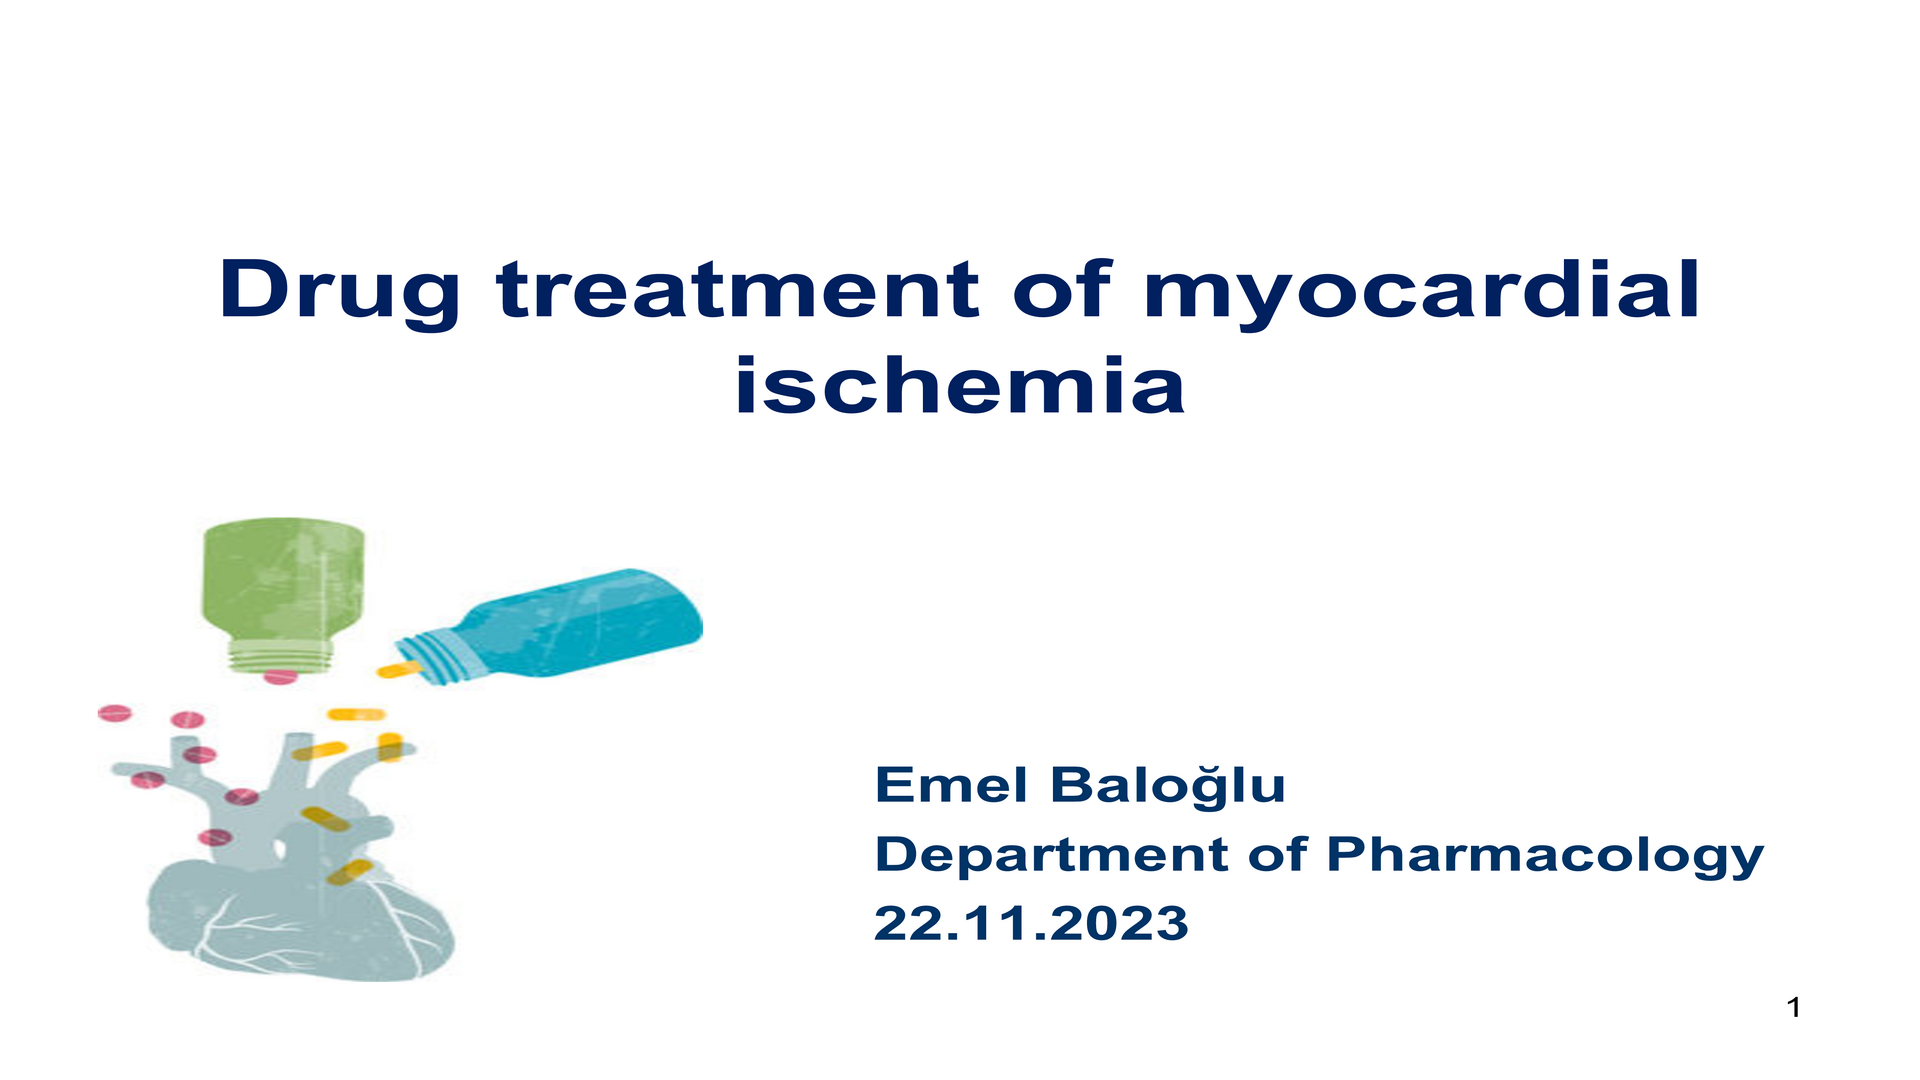 Drug treatment of myocardial
ischemia
Emel Baloğlu
Department of Pharmacology
22.11.2023
1